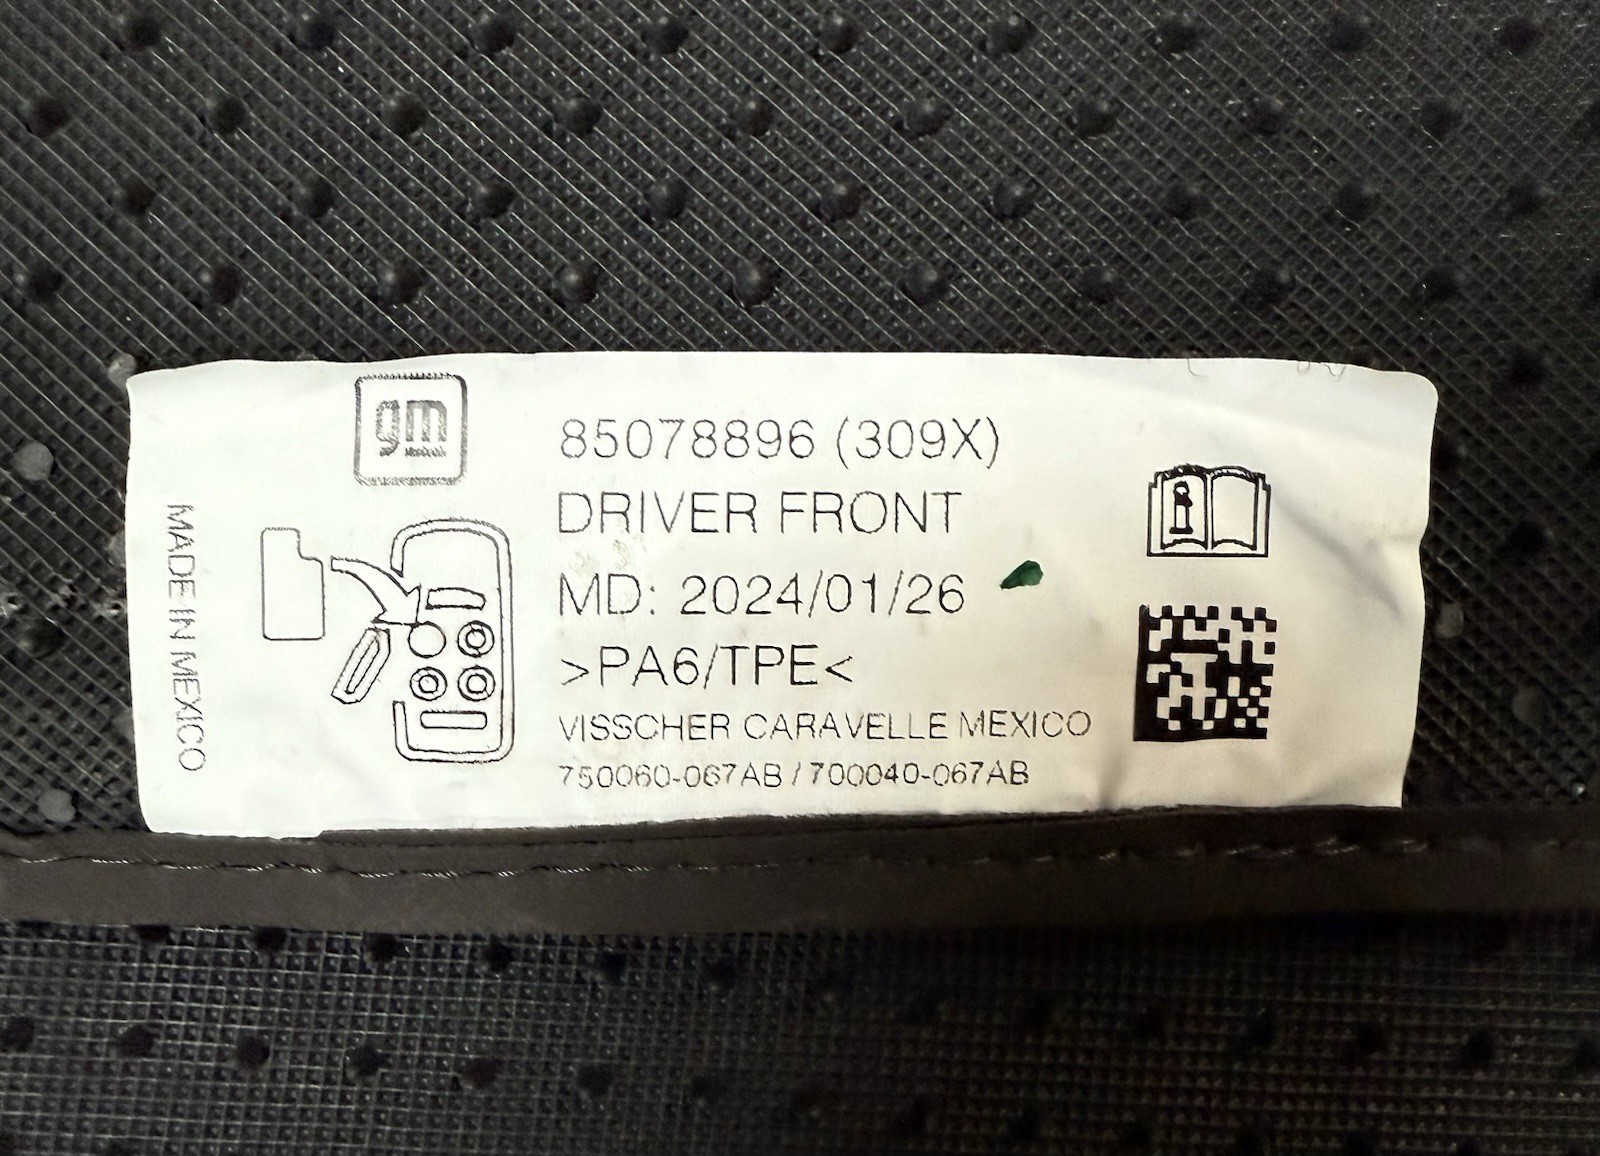 gm
85078896 (309X)
DRIVER FRONT
MD: 2024/01/26
>PA6/TPE<
VISSCHER CARAVELLE MEXICO
750060-067AB / 700040-067AB
MADE IN MEXICO